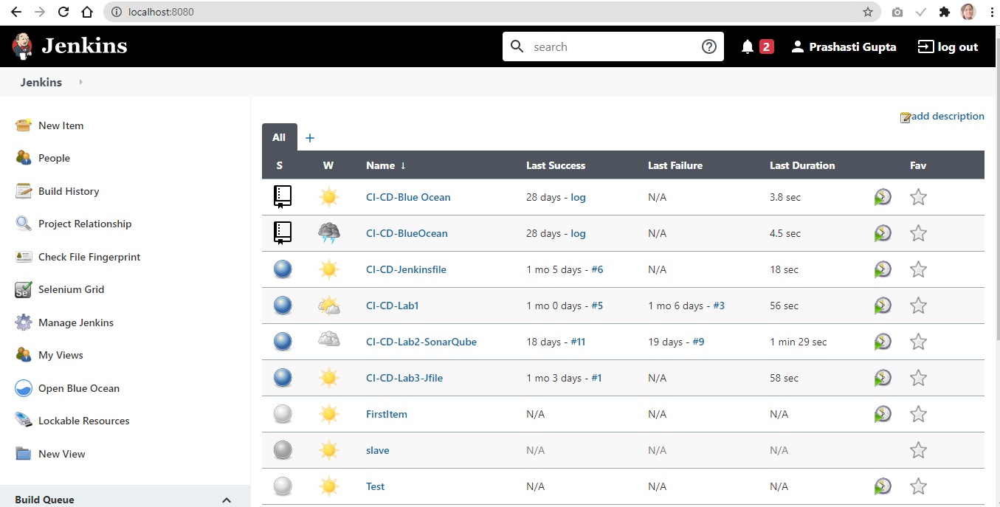 localhost:8080
Jenkins
search
2
Prashasti Gupta
log out
Jenkins
New Item
People
Build History
Project Relationship
Check File Fingerprint
Selenium Grid
Manage Jenkins
My Views
Open Blue Ocean
Lockable Resources
New View
Build Queue
add description
All +
S W Name ↓ Last Success Last Failure Last Duration Fav
CI-CD-Blue Ocean 28 days - log N/A 3.8 sec
CI-CD-BlueOcean 28 days - log N/A 4.5 sec
CI-CD-Jenkinsfile 1 mo 5 days - #6 N/A 18 sec
CI-CD-Lab1 1 mo 0 days - #5 1 mo 6 days - #3 56 sec
CI-CD-Lab2-SonarQube 18 days - #11 19 days - #9 1 min 29 sec
CI-CD-Lab3-Jfile 1 mo 3 days - #1 N/A 58 sec
FirstItem N/A N/A N/A
slave N/A N/A N/A
Test N/A N/A N/A